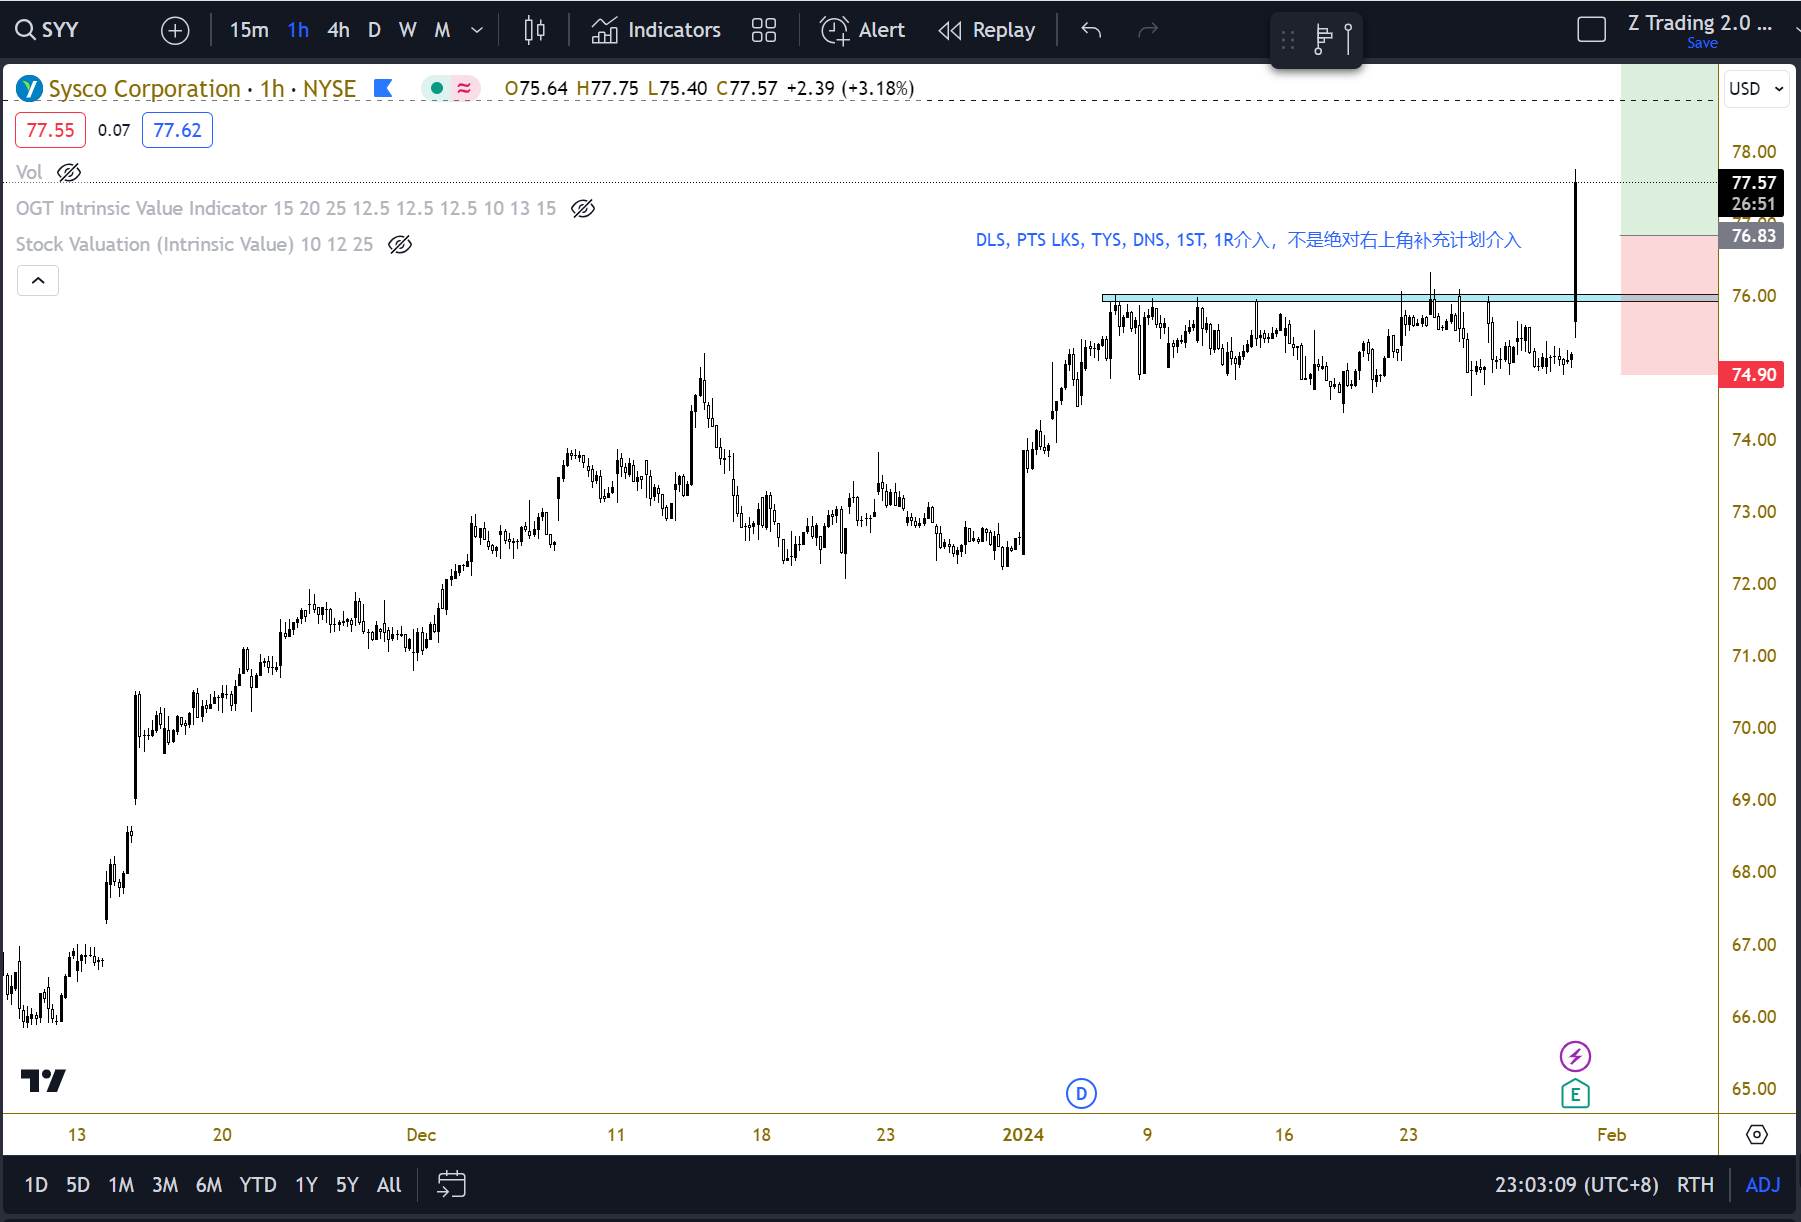 SYY 15m 1h 4h D W M Indicators Alert Replay Z Trading 2.0 ...
Save
Sysco Corporation · 1h · NYSE O75.64 H77.75 L75.40 C77.57 +2.39 (+3.18%)
USD
77.55 0.07 77.62
Vol
OGT Intrinsic Value Indicator 15 20 25 12.5 12.5 12.5 10 13 15
Stock Valuation (Intrinsic Value) 10 12 25
DLS, PTS LKS, TYS, DNS, 1ST, 1R介入，不是绝对右上角补充计划介入
78.00
77.57
26:51
77.00
76.83
76.00
74.90
74.00
73.00
72.00
71.00
70.00
69.00
68.00
67.00
66.00
65.00
D
E
13 20 Dec 11 18 23 2024 9 16 23 Feb
1D 5D 1M 3M 6M YTD 1Y 5Y All 23:03:09 (UTC+8) RTH ADJ